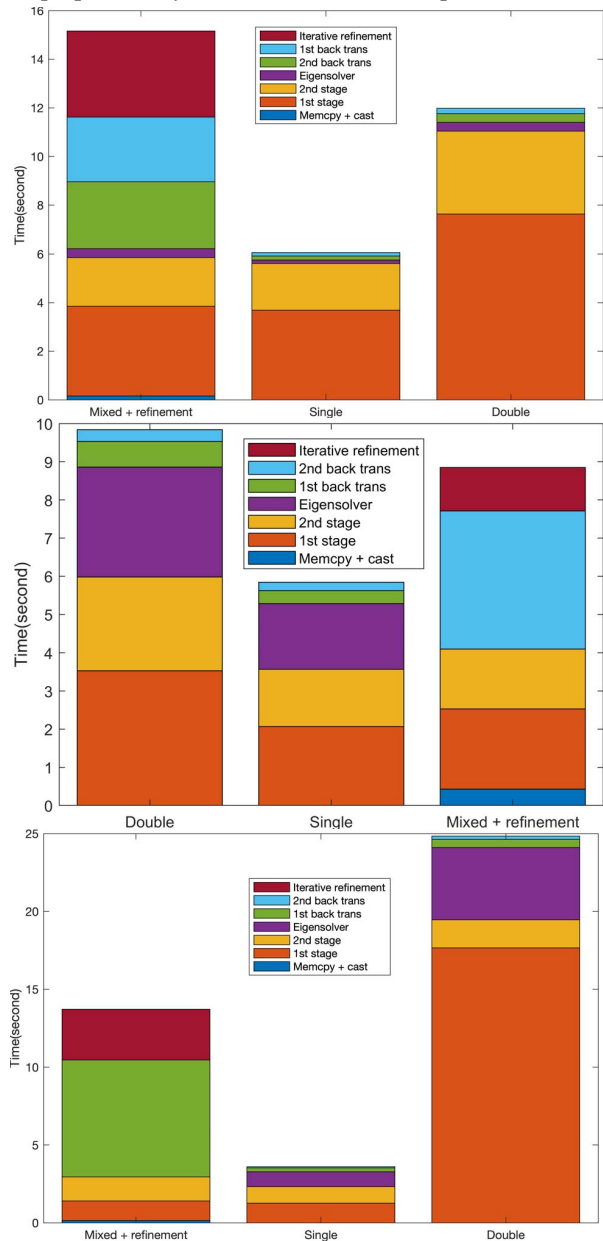 16
14
12
10
8
6
4
2
0
Time(second)
Iterative refinement
1st back trans
2nd back trans
Eigensolver
2nd stage
1st stage
Memcpy + cast
Mixed + refinement
Single
Double
10
9
8
7
6
5
4
3
2
1
0
Time(second)
Iterative refinement
2nd back trans
1st back trans
Eigensolver
2nd stage
1st stage
Memcpy + cast
Double
Single
Mixed + refinement
25
20
15
10
5
0
Time(second)
Iterative refinement
2nd back trans
1st back trans
Eigensolver
2nd stage
1st stage
Memcpy + cast
Mixed + refinement
Single
Double